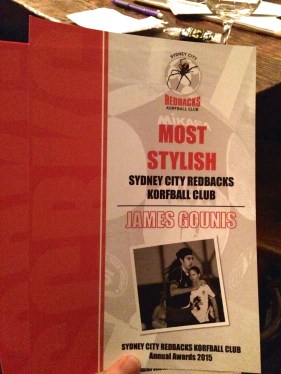 SYDNEY CITY
REDBACKS
KORFBALL CLUB
MIKASA
MOST
STYLISH
SYDNEY CITY REDBACKS
KORFBALL CLUB
JAMES GOUNIS
SYDNEY CITY REDBACKS KORFBALL CLUB
Annual Awards 2015